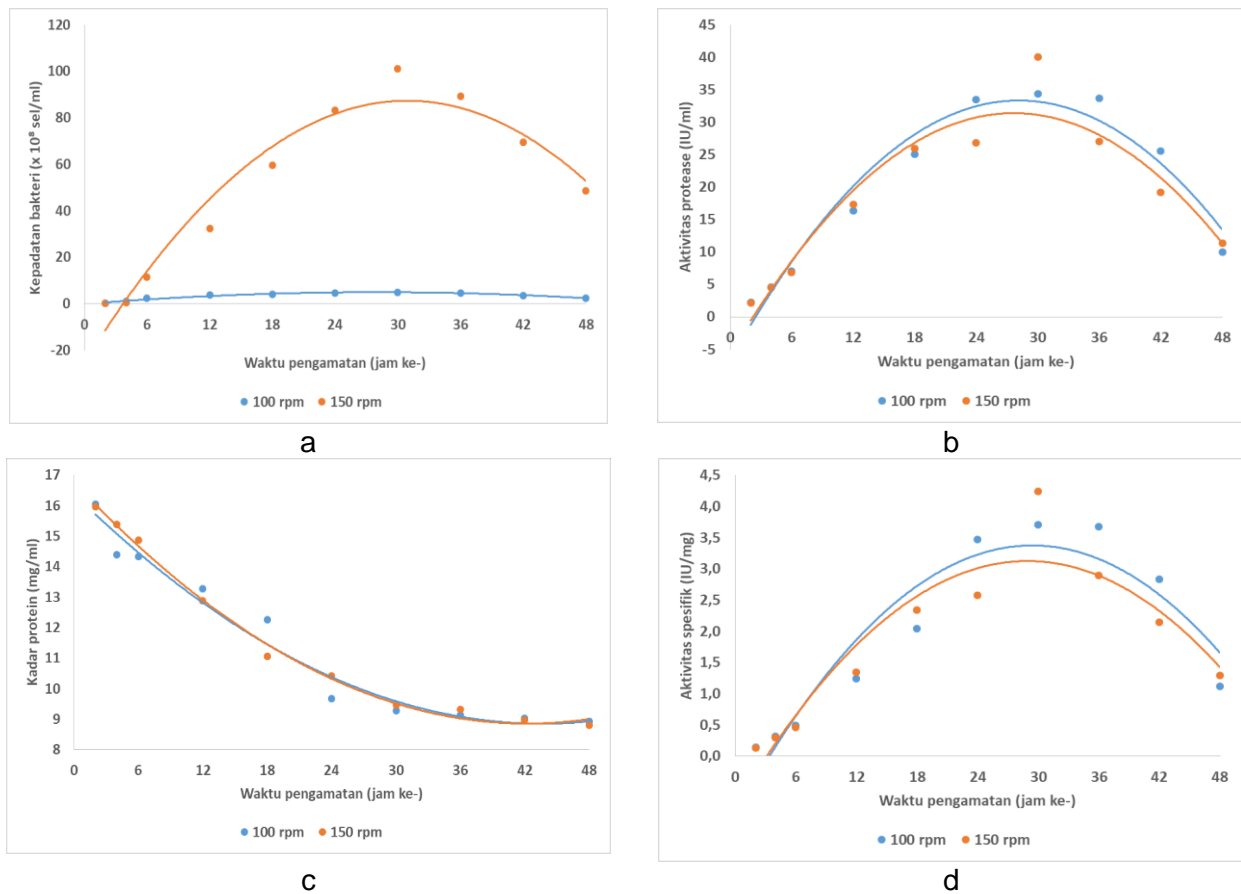 120
100
80
60
40
20
0
-20
Kepadatan bakteri (x 10⁸ sel/ml)
0 6 12 18 24 30 36 42 48
Waktu pengamatan (jam ke-)
100 rpm 150 rpm
a
45
40
35
30
25
20
15
10
5
0
-5
Aktivitas protease (IU/ml)
0 6 12 18 24 30 36 42 48
Waktu pengamatan (jam ke-)
100 rpm 150 rpm
b
17
16
15
14
13
12
11
10
9
8
Kadar protein (mg/ml)
0 6 12 18 24 30 36 42 48
Waktu pengamatan (jam ke-)
100 rpm 150 rpm
c
4,5
4,0
3,5
3,0
2,5
2,0
1,5
1,0
0,5
0,0
Aktivitas spesifik (IU/mg)
0 6 12 18 24 30 36 42 48
Waktu pengamatan (jam ke-)
100 rpm 150 rpm
d